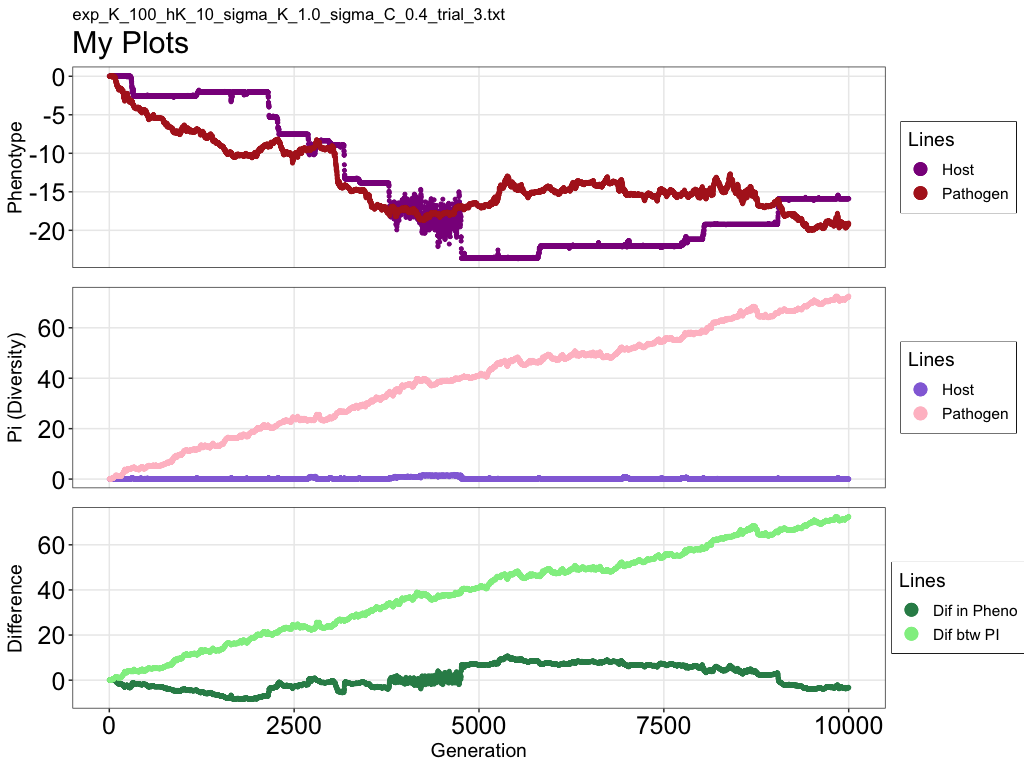 exp_K_100_hK_10_sigma_K_1.0_sigma_C_0.4_trial_3.txt
My Plots
Phenotype
0
-5
-10
-15
-20
Lines
Host
Pathogen
Pi (Diversity)
60
40
20
0
Lines
Host
Pathogen
Difference
60
40
20
0
Lines
Dif in Pheno
Dif btw PI
0
2500
5000
7500
10000
Generation